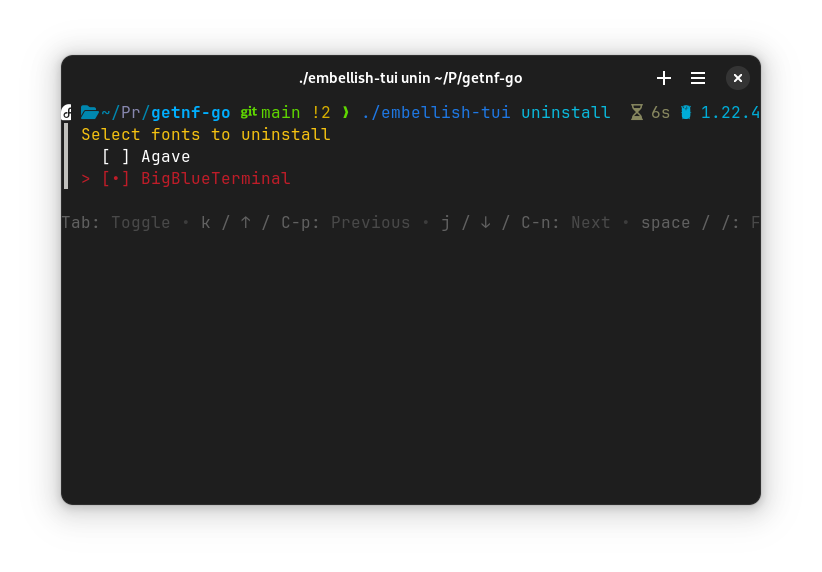 ./embellish-tui unin ~/P/getnf-go
~/Pr/getnf-go git main !2 ❯ ./embellish-tui uninstall 6s 1.22.4
Select fonts to uninstall
[ ] Agave
> [•] BigBlueTerminal
Tab: Toggle • k / ↑ / C-p: Previous • j / ↓ / C-n: Next • space / /: F